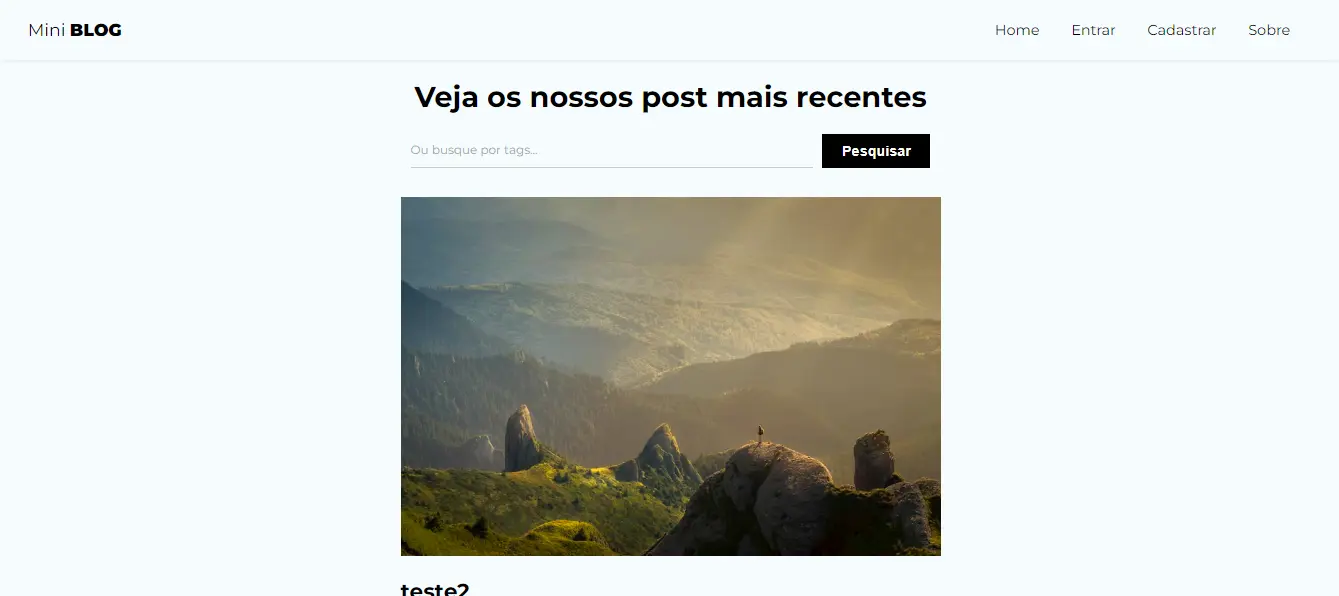 Mini BLOG
Home Entrar Cadastrar Sobre
Veja os nossos post mais recentes
Ou busque por tags...
Pesquisar
teste2